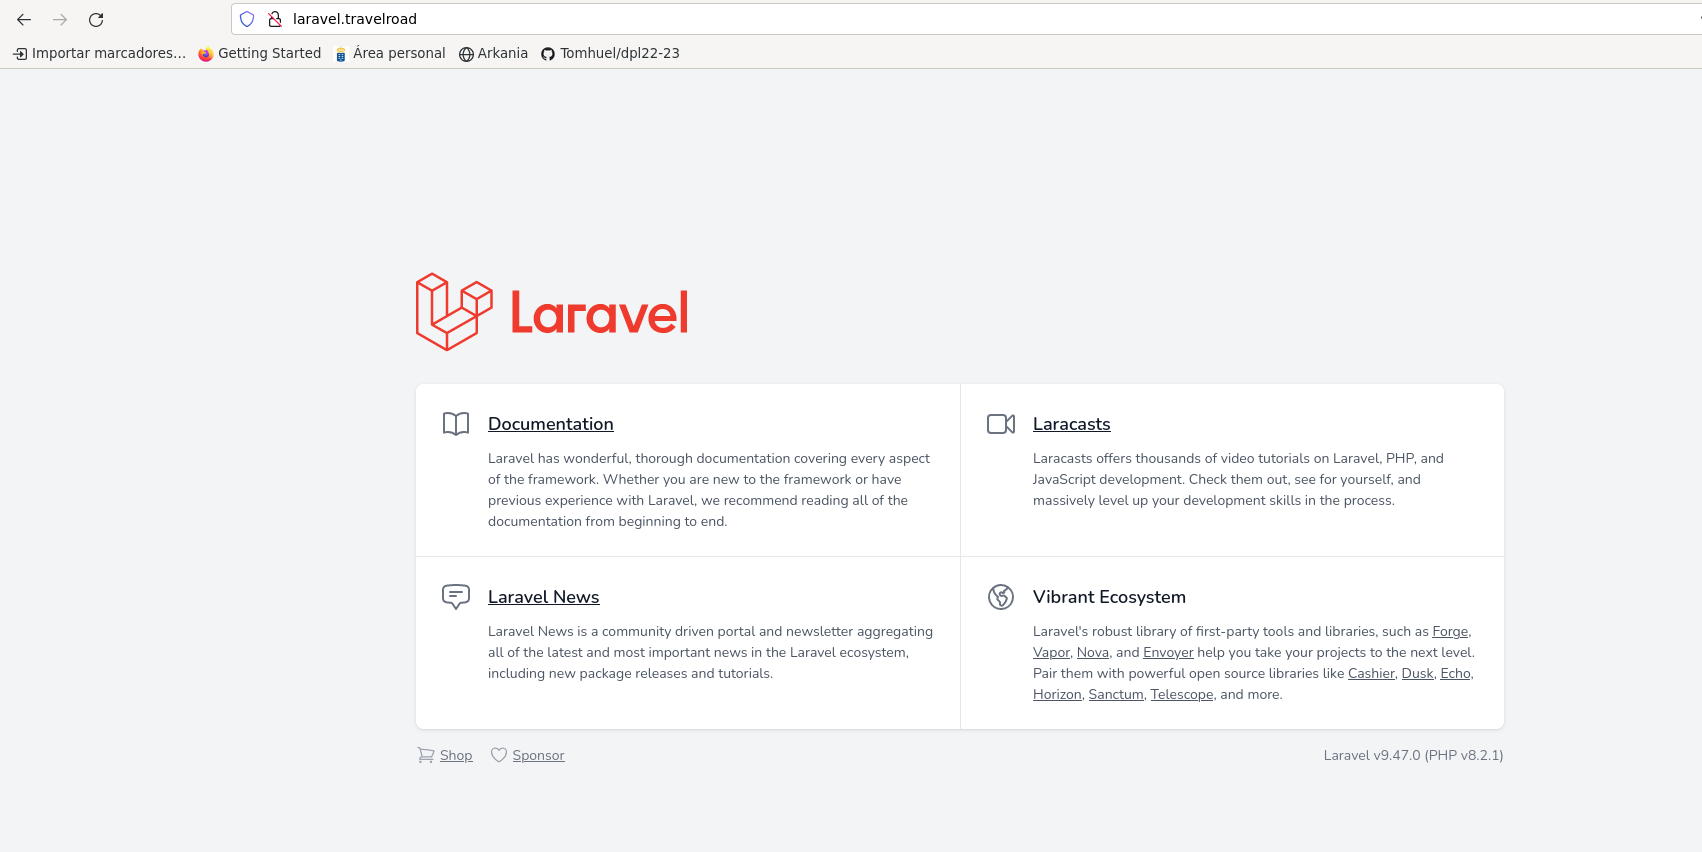 laravel.travelroad
Importar marcadores... Getting Started Área personal Arkania Tomhuel/dpl22-23
Laravel
Documentation
Laravel has wonderful, thorough documentation covering every aspect
of the framework. Whether you are new to the framework or have
previous experience with Laravel, we recommend reading all of the
documentation from beginning to end.
Laracasts
Laracasts offers thousands of video tutorials on Laravel, PHP, and
JavaScript development. Check them out, see for yourself, and
massively level up your development skills in the process.
Laravel News
Laravel News is a community driven portal and newsletter aggregating
all of the latest and most important news in the Laravel ecosystem,
including new package releases and tutorials.
Vibrant Ecosystem
Laravel's robust library of first-party tools and libraries, such as Forge,
Vapor, Nova, and Envoyer help you take your projects to the next level.
Pair them with powerful open source libraries like Cashier, Dusk, Echo,
Horizon, Sanctum, Telescope, and more.
Shop Sponsor Laravel v9.47.0 (PHP v8.2.1)